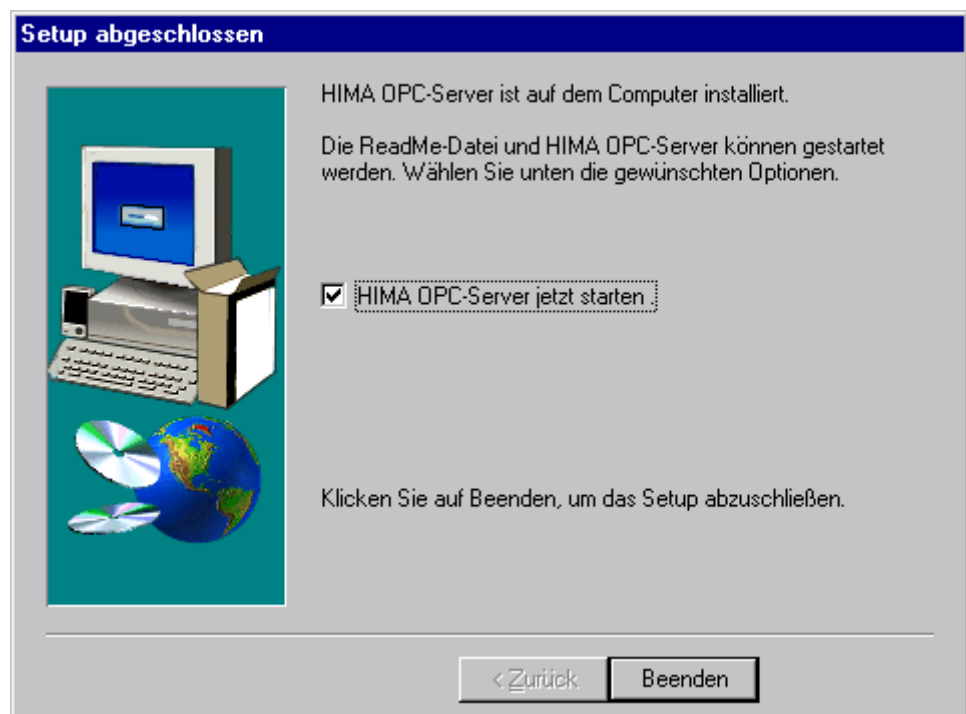 Setup abgeschlossen
HIMA OPC-Server ist auf dem Computer installiert.
Die ReadMe-Datei und HIMA OPC-Server können gestartet
werden. Wählen Sie unten die gewünschten Optionen.
HIMA OPC-Server jetzt starten .
Klicken Sie auf Beenden, um das Setup abzuschließen.
< Zurück Beenden